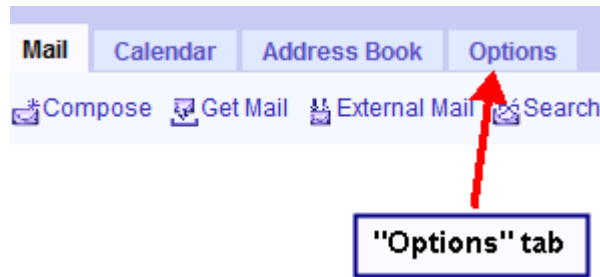 Mail Calendar Address Book Options
Compose Get Mail External Mail Search
"Options" tab